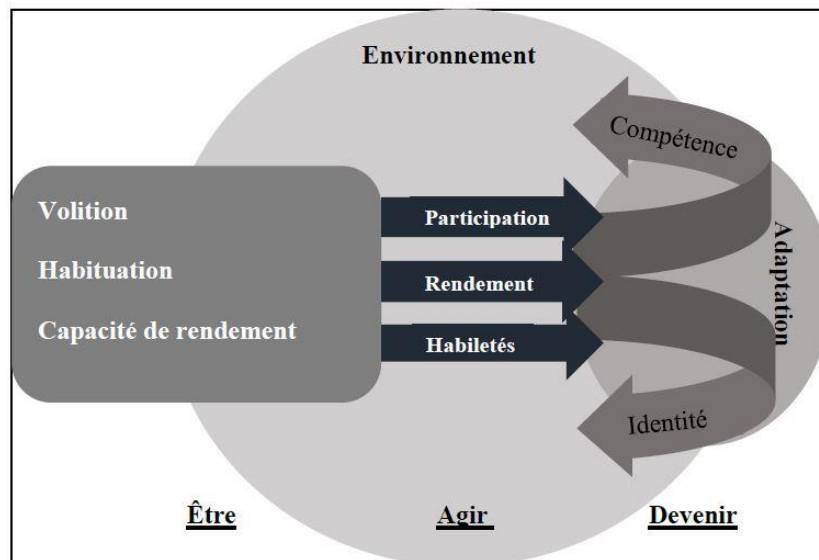 Environnement
Compétence
Volition
Habituation
Capacité de rendement
Participation
Rendement
Habiletés
Adaptation
Identité
Être
Agir
Devenir